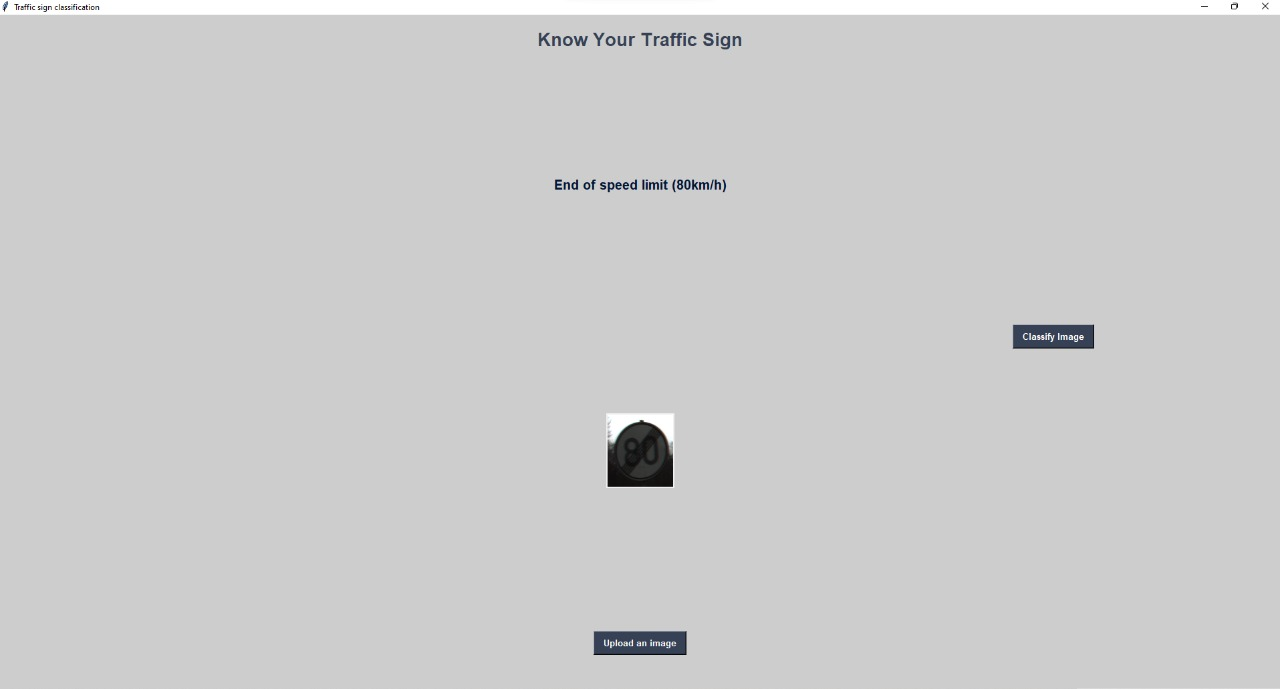 Traffic sign classification
Know Your Traffic Sign
End of speed limit (80km/h)
Classify Image
80
Upload an image